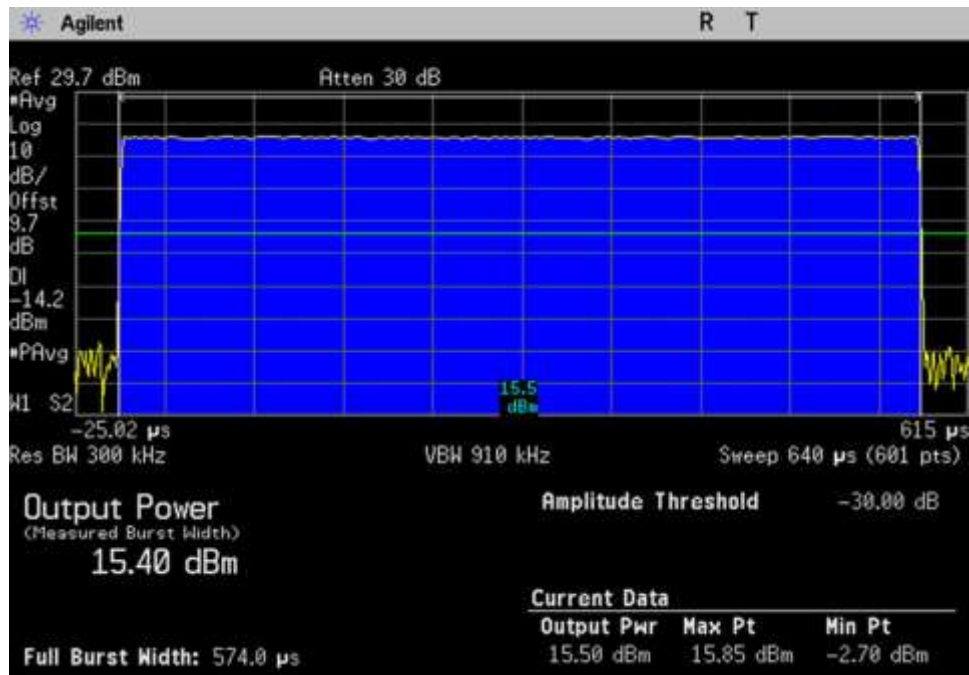 Agilent
R T
Ref 29.7 dBm
Atten 30 dB
*Avg
Log
10
dB/
Offst
9.7
dB
DI
-14.2
dBm
*PAvg
W1 S2
15.5
dBm
-25.02 µs
615 µs
Res BW 300 kHz
VBW 910 kHz
Sweep 640 µs (601 pts)
Output Power
(Measured Burst Width)
15.40 dBm
Amplitude Threshold
-30.00 dB
Current Data
Output Pwr Max Pt Min Pt
15.50 dBm 15.85 dBm -2.70 dBm
Full Burst Width: 574.0 µs